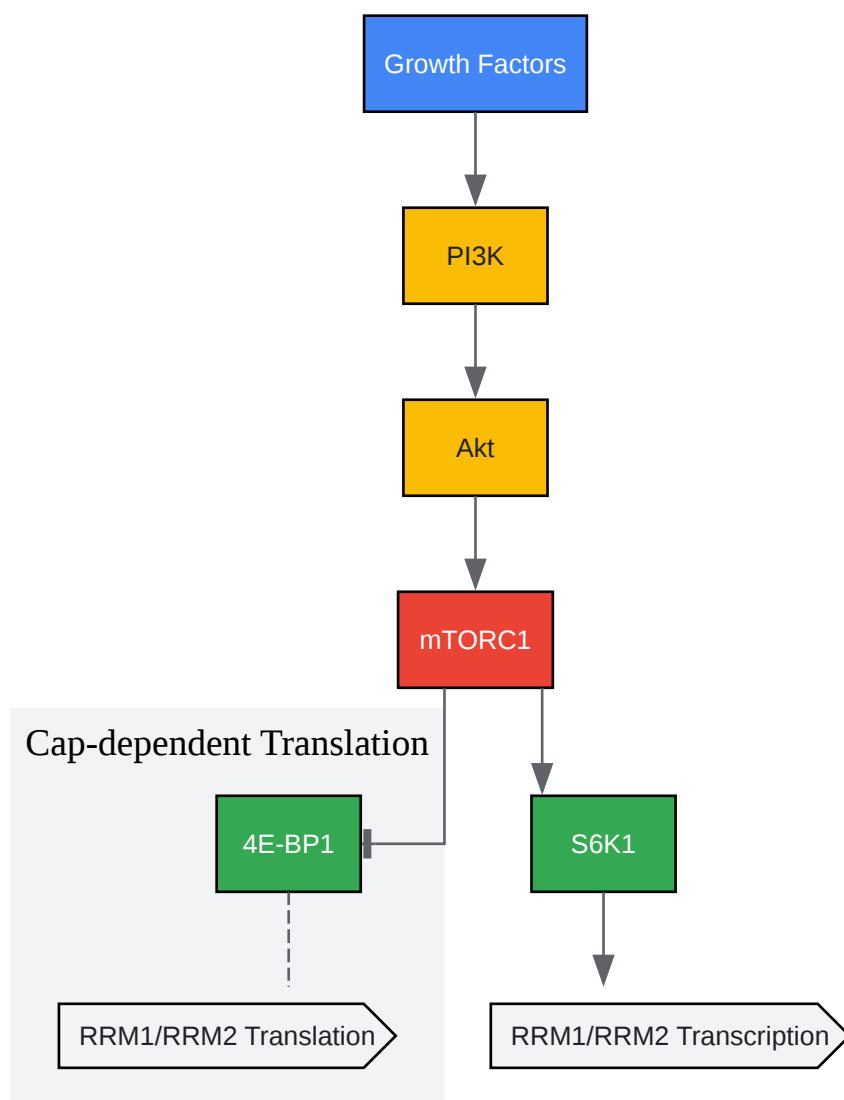 Growth Factors
PI3K
Akt
mTORC1
Cap-dependent Translation
4E-BP1
S6K1
RRM1/RRM2 Translation
RRM1/RRM2 Transcription